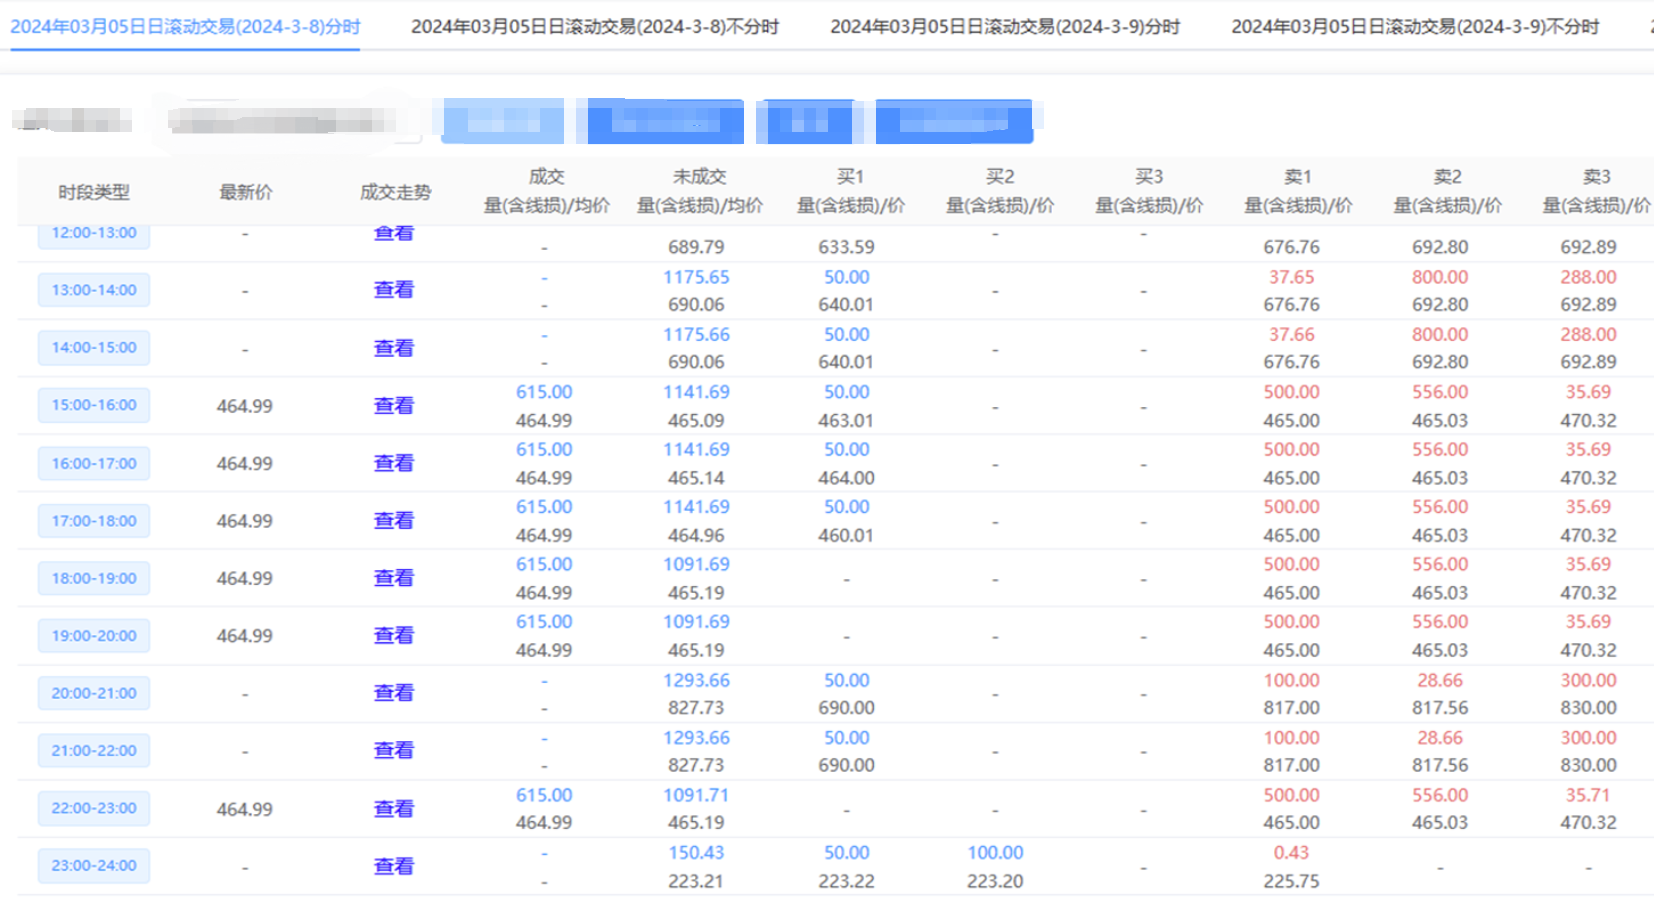 2024年03月05日日滚动交易(2024-3-8)分时 2024年03月05日日滚动交易(2024-3-8)不分时 2024年03月05日日滚动交易(2024-3-9)分时 2024年03月05日日滚动交易(2024-3-9)不分时
时段类型 最新价 成交走势 成交 未成交 买1 买2 买3 卖1 卖2 卖3
量(含线损)/均价 量(含线损)/均价 量(含线损)/价 量(含线损)/价 量(含线损)/价 量(含线损)/价 量(含线损)/价 量(含线损)/价
12:00-13:00 - 查看 - -
- 689.79 633.59 676.76 692.80 692.89
- 1175.65 50.00 37.65 800.00 288.00
13:00-14:00 - 查看 - -
- 690.06 640.01 676.76 692.80 692.89
- 1175.66 50.00 37.66 800.00 288.00
14:00-15:00 - 查看 - -
- 690.06 640.01 676.76 692.80 692.89
615.00 1141.69 50.00 500.00 556.00 35.69
15:00-16:00 464.99 查看 - -
464.99 465.09 463.01 465.00 465.03 470.32
615.00 1141.69 50.00 500.00 556.00 35.69
16:00-17:00 464.99 查看 - -
464.99 465.14 464.00 465.00 465.03 470.32
615.00 1141.69 50.00 500.00 556.00 35.69
17:00-18:00 464.99 查看 - -
464.99 464.96 460.01 465.00 465.03 470.32
615.00 1091.69 500.00 556.00 35.69
18:00-19:00 464.99 查看 - - -
464.99 465.19 465.00 465.03 470.32
615.00 1091.69 500.00 556.00 35.69
19:00-20:00 464.99 查看 - - -
464.99 465.19 465.00 465.03 470.32
- 1293.66 50.00 100.00 28.66 300.00
20:00-21:00 - 查看 - -
- 827.73 690.00 817.00 817.56 830.00
- 1293.66 50.00 100.00 28.66 300.00
21:00-22:00 - 查看 - -
- 827.73 690.00 817.00 817.56 830.00
615.00 1091.71 500.00 556.00 35.71
22:00-23:00 464.99 查看 - - -
464.99 465.19 465.00 465.03 470.32
- 150.43 50.00 100.00 0.43
23:00-24:00 - 查看 - - -
- 223.21 223.22 223.20 225.75